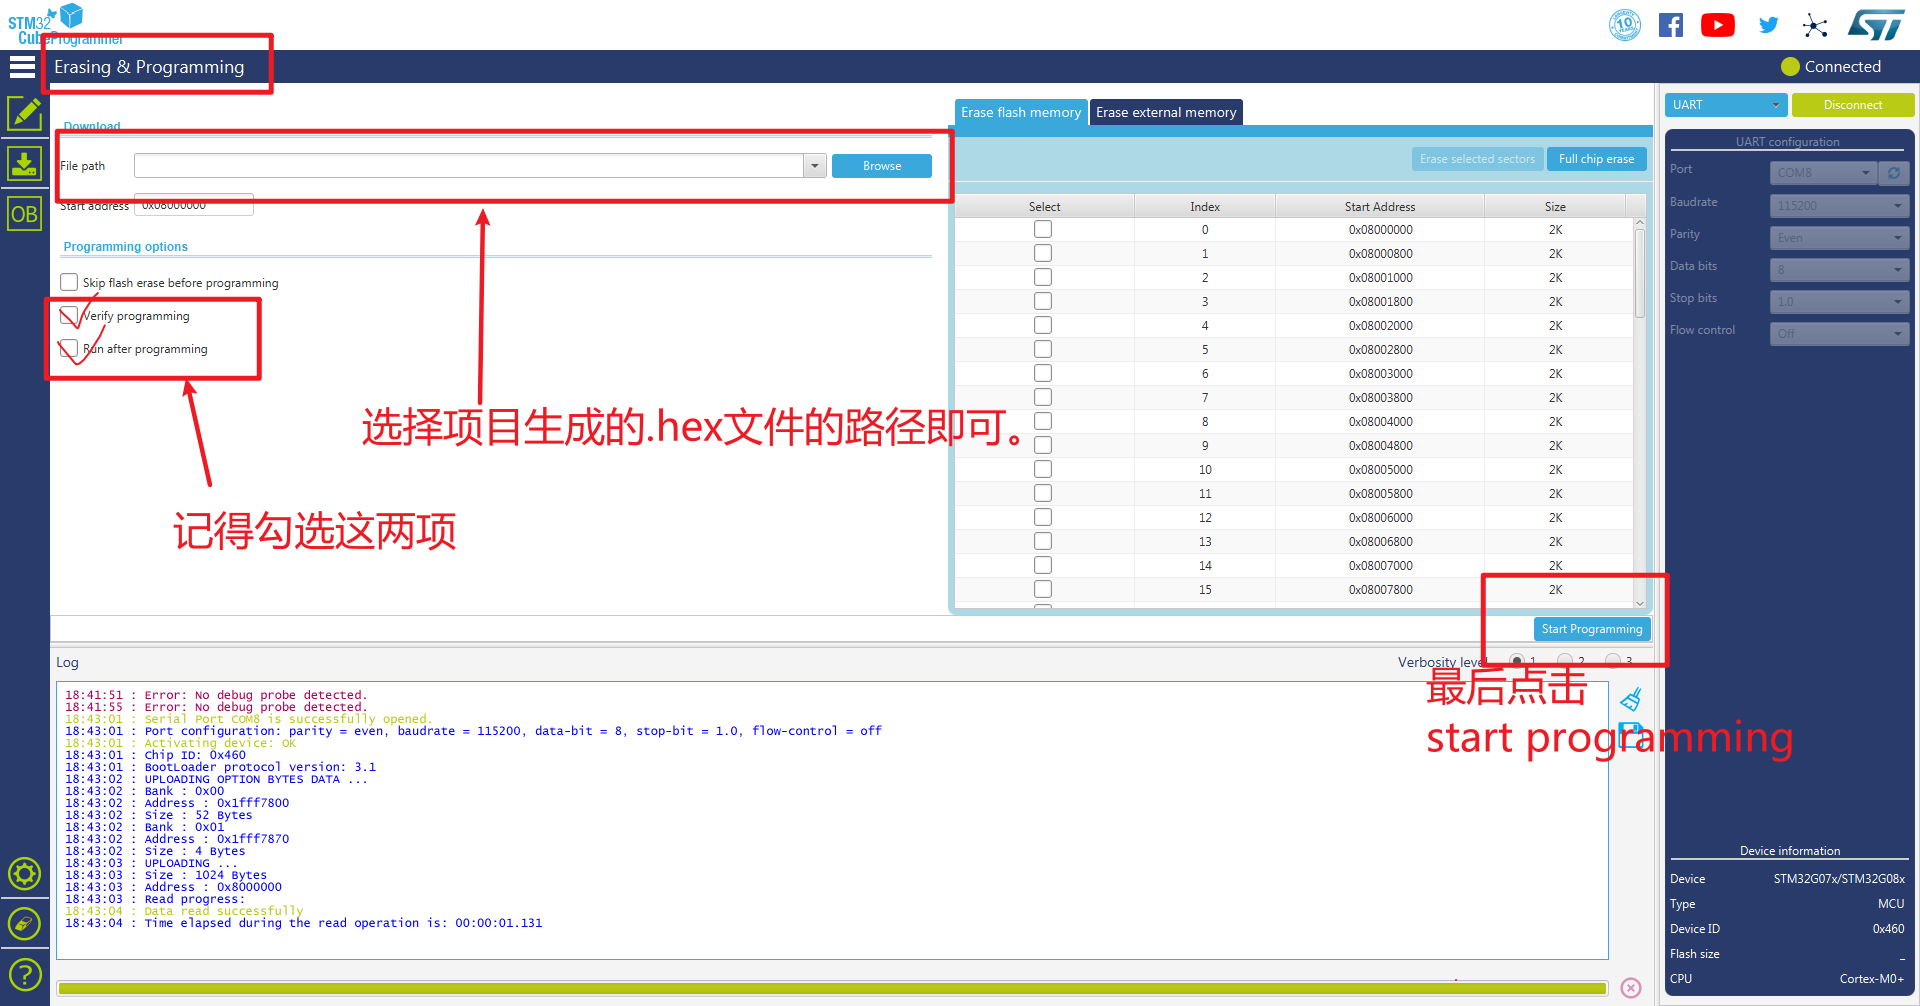 STM32
CubeProgrammer
10
ST
Erasing & Programming
Connected
Download
File path
Browse
Start address
0x08000000
Programming options
Skip flash erase before programming
Verify programming
Run after programming
选择项目生成的.hex文件的路径即可。
记得勾选这两项
OB
Erase flash memory
Erase external memory
Erase selected sectors
Full chip erase
Select Index Start Address Size
0 0x08000000 2K
1 0x08000800 2K
2 0x08001000 2K
3 0x08001800 2K
4 0x08002000 2K
5 0x08002800 2K
6 0x08003000 2K
7 0x08003800 2K
8 0x08004000 2K
9 0x08004800 2K
10 0x08005000 2K
11 0x08005800 2K
12 0x08006000 2K
13 0x08006800 2K
14 0x08007000 2K
15 0x08007800 2K
Start Programming
Log
Verbosity level 1 2 3
最后点击
start programming
18:41:51 : Error: No debug probe detected.
18:41:55 : Error: No debug probe detected.
18:43:01 : Serial Port COM8 is successfully opened.
18:43:01 : Port configuration: parity = even, baudrate = 115200, data-bit = 8, stop-bit = 1.0, flow-control = off
18:43:01 : Activating device: OK
18:43:01 : Chip ID: 0x460
18:43:01 : BootLoader protocol version: 3.1
18:43:02 : UPLOADING OPTION BYTES DATA ...
18:43:02 : Bank : 0x00
18:43:02 : Address : 0x1fff7800
18:43:02 : Size : 52 Bytes
18:43:02 : Bank : 0x01
18:43:02 : Address : 0x1fff7870
18:43:02 : Size : 4 Bytes
18:43:03 : UPLOADING ...
18:43:03 : Size : 1024 Bytes
18:43:03 : Address : 0x8000000
18:43:03 : Read progress:
18:43:04 : Data read successfully
18:43:04 : Time elapsed during the read operation is: 00:00:01.131
UART
Disconnect
UART configuration
Port COM8
Baudrate 115200
Parity Even
Data bits 8
Stop bits 1.0
Flow control Off
Device information
Device STM32G07x/STM32G08x
Type MCU
Device ID 0x460
Flash size _
CPU Cortex-M0+